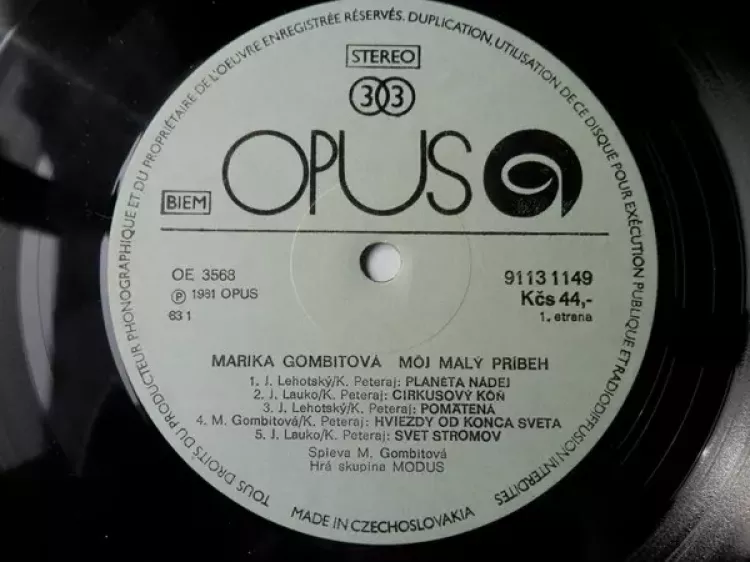 TOUS DROITS DU PRODUCTEUR PHONOGRAPHIQUE ET DU PROPRIÉTAIRE DE L'OEUVRE ENREGISTRÉE RÉSERVÉS. DUPLICATION, UTILISATION DE CE DISQUE POUR EXÉCUTION PUBLIQUE ET RADIODIFFUSION INTERDITES
STEREO
33
OPUS
BIEM
OE 3568
Ⓟ 1981 OPUS
63 1
9113 1149
Kčs 44,-
1. strana
MARIKA GOMBITOVÁ MÔJ MALÝ PRÍBEH
1. J. Lehotský/K. Peteraj: PLANÉTA NÁDEJ
2. J. Lauko/K. Peteraj: CIRKUSOVÝ KÔŇ
3. J. Lehotský/K. Peteraj: POMÄTENÁ
4. M. Gombitová/K. Peteraj: HVIEZDY OD KONCA SVETA
5. J. Lauko/K. Peteraj: SVET STROMOV
Spieva M. Gombitová
Hrá skupina MODUS
MADE IN CZECHOSLOVAKIA